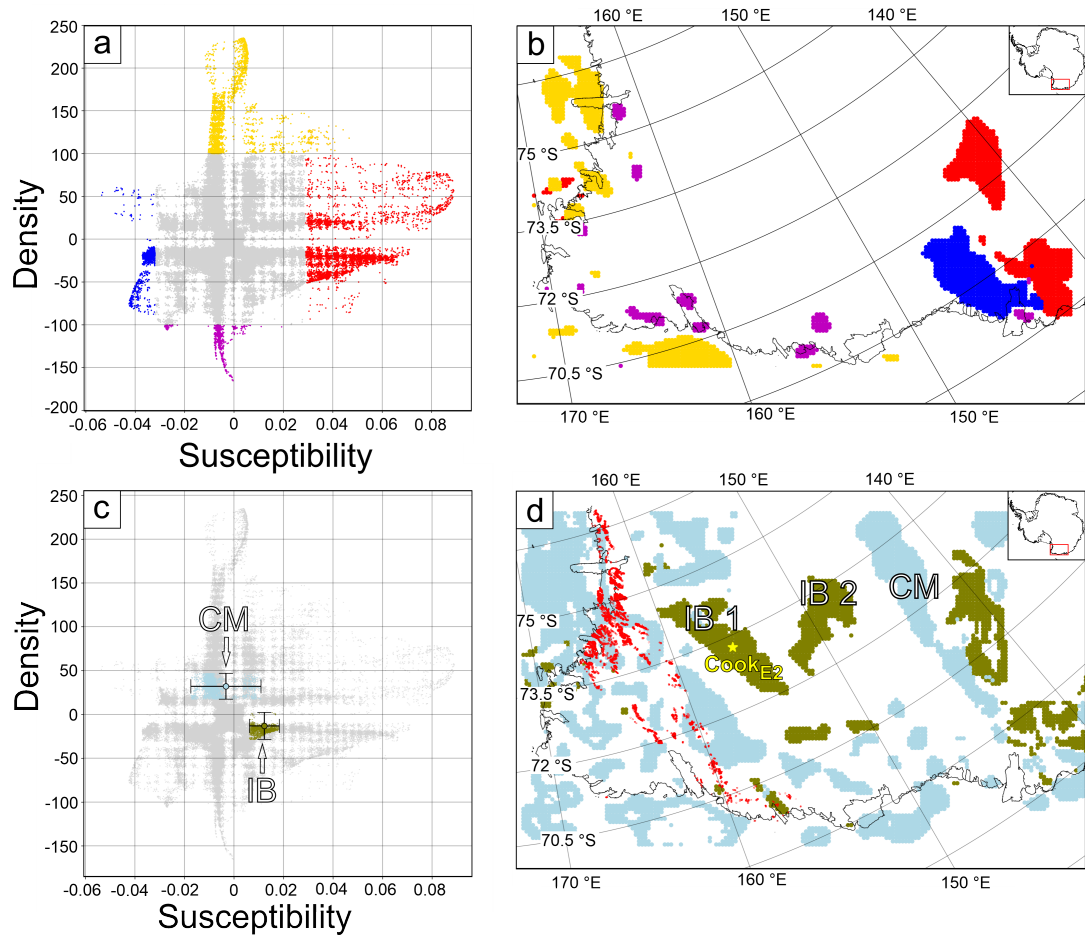 a
250
200
150
100
50
0
-50
-100
-150
-200
-0.06 -0.04 -0.02 0 0.02 0.04 0.06 0.08
Density
Susceptibility
b
160 °E 150 °E 140 °E
75 °S
73.5 °S
72 °S
70.5 °S
170 °E 160 °E 150 °E
c
250
200
150
100
50
0
-50
-100
-150
-0.06 -0.04 -0.02 0 0.02 0.04 0.06 0.08
Density
Susceptibility
CM
IB
d
160 °E 150 °E 140 °E
IB 1
IB 2
CM
CookE2
75 °S
73.5 °S
72 °S
70.5 °S
170 °E 160 °E 150 °E